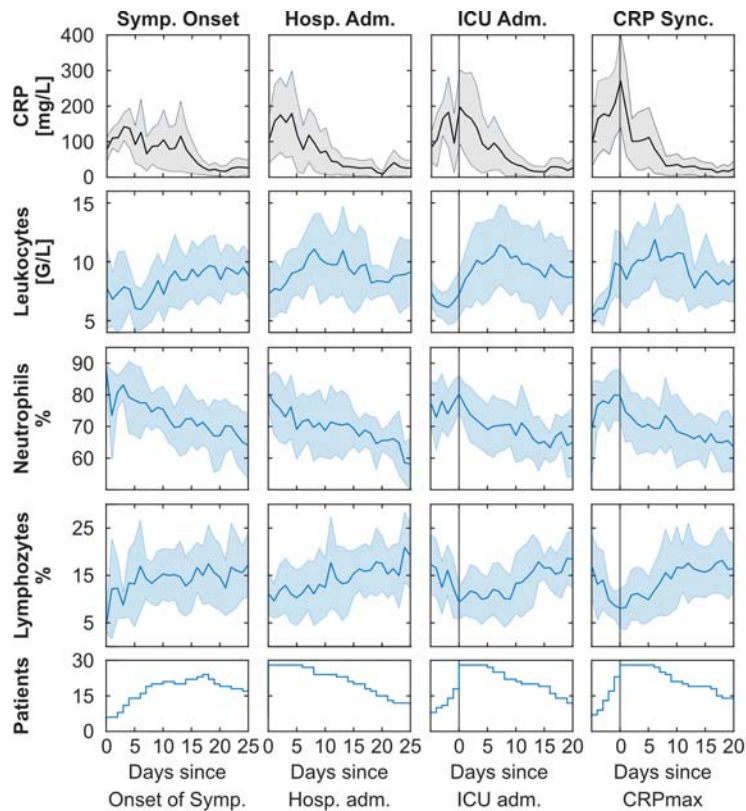 Symp. Onset Hosp. Adm. ICU Adm. CRP Sync.
CRP
[mg/L]
400
300
200
100
0
Leukocytes
[G/L]
15
10
5
Neutrophils
%
90
80
70
60
Lymphozytes
%
25
15
5
Patients
30
15
0
0 5 10 15 20 25 0 5 10 15 20 25 0 5 10 15 20 0 5 10 15 20
Days since Days since Days since Days since
Onset of Symp. Hosp. adm. ICU adm. CRPmax